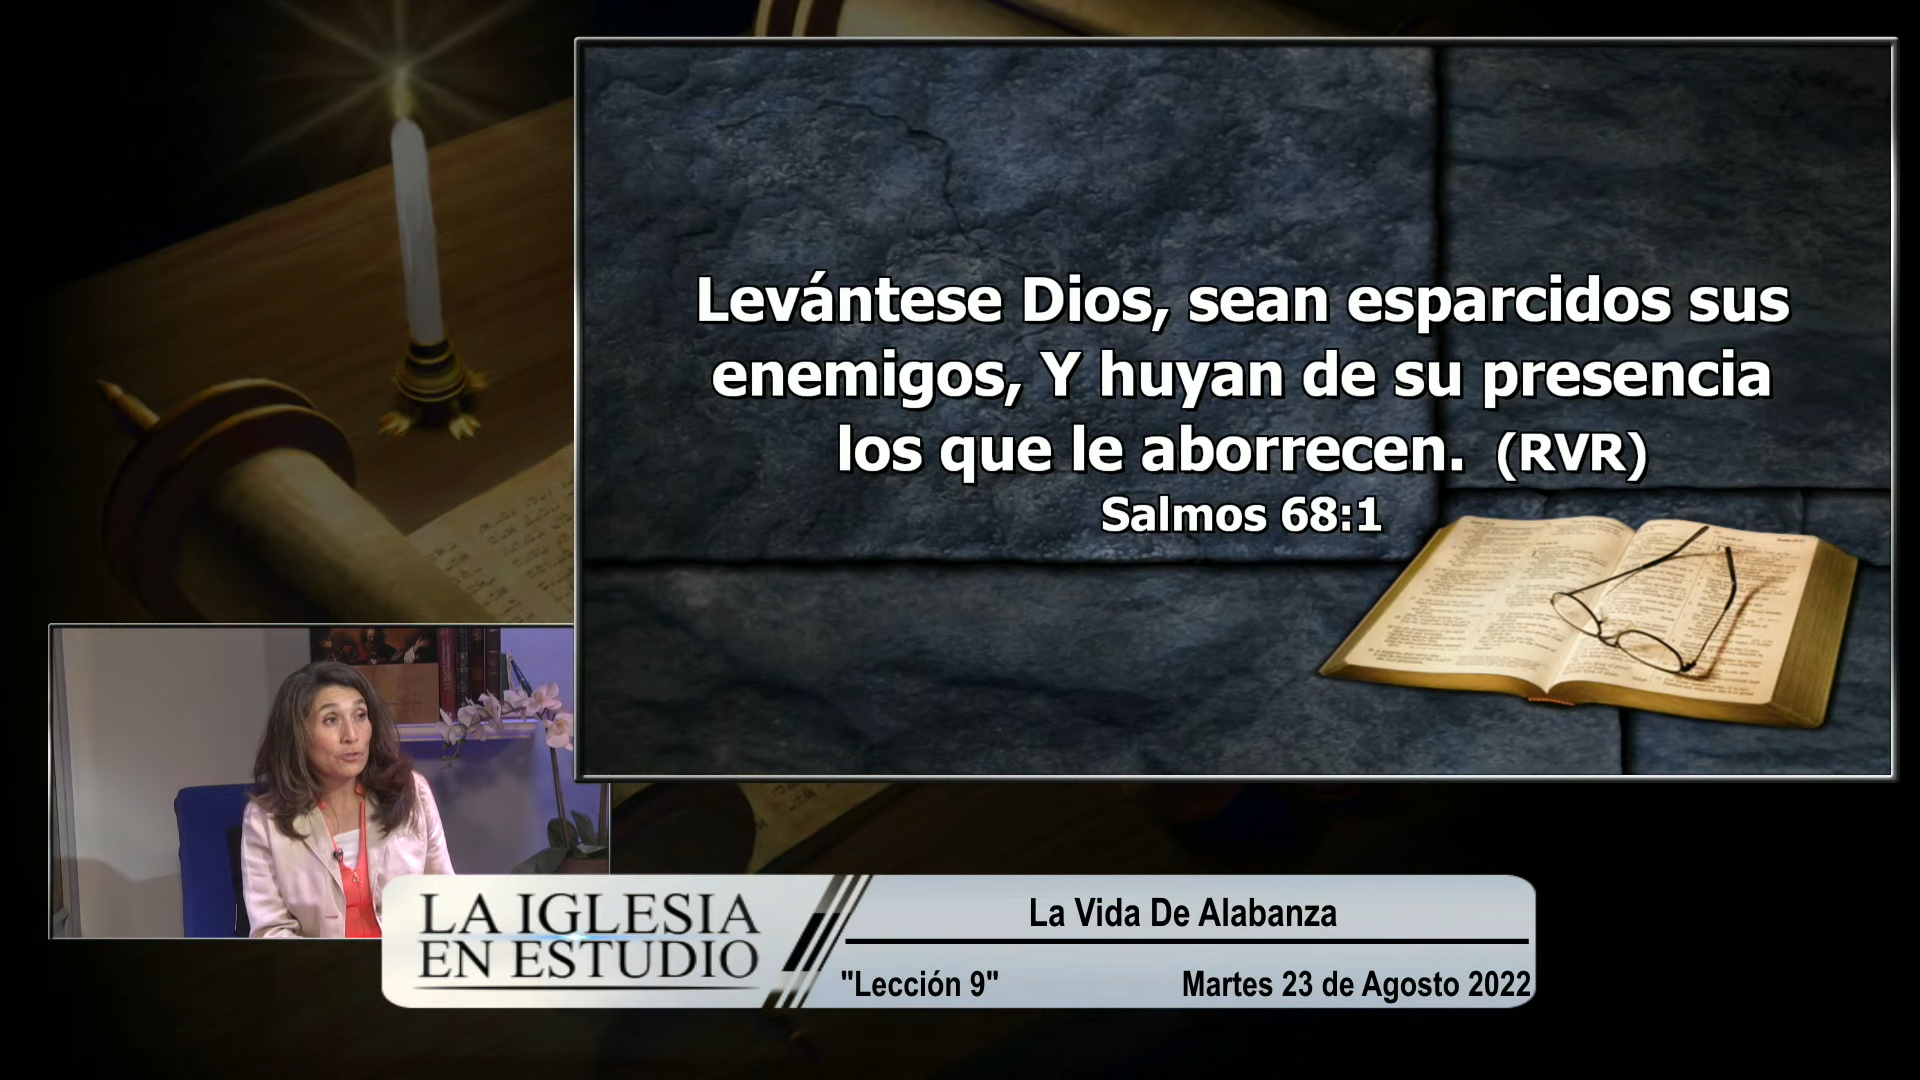 Levántese Dios, sean esparcidos sus
enemigos, Y huyan de su presencia
los que le aborrecen. (RVR)
Salmos 68:1
LA IGLESIA
EN ESTUDIO
La Vida De Alabanza
"Lección 9"
Martes 23 de Agosto 2022